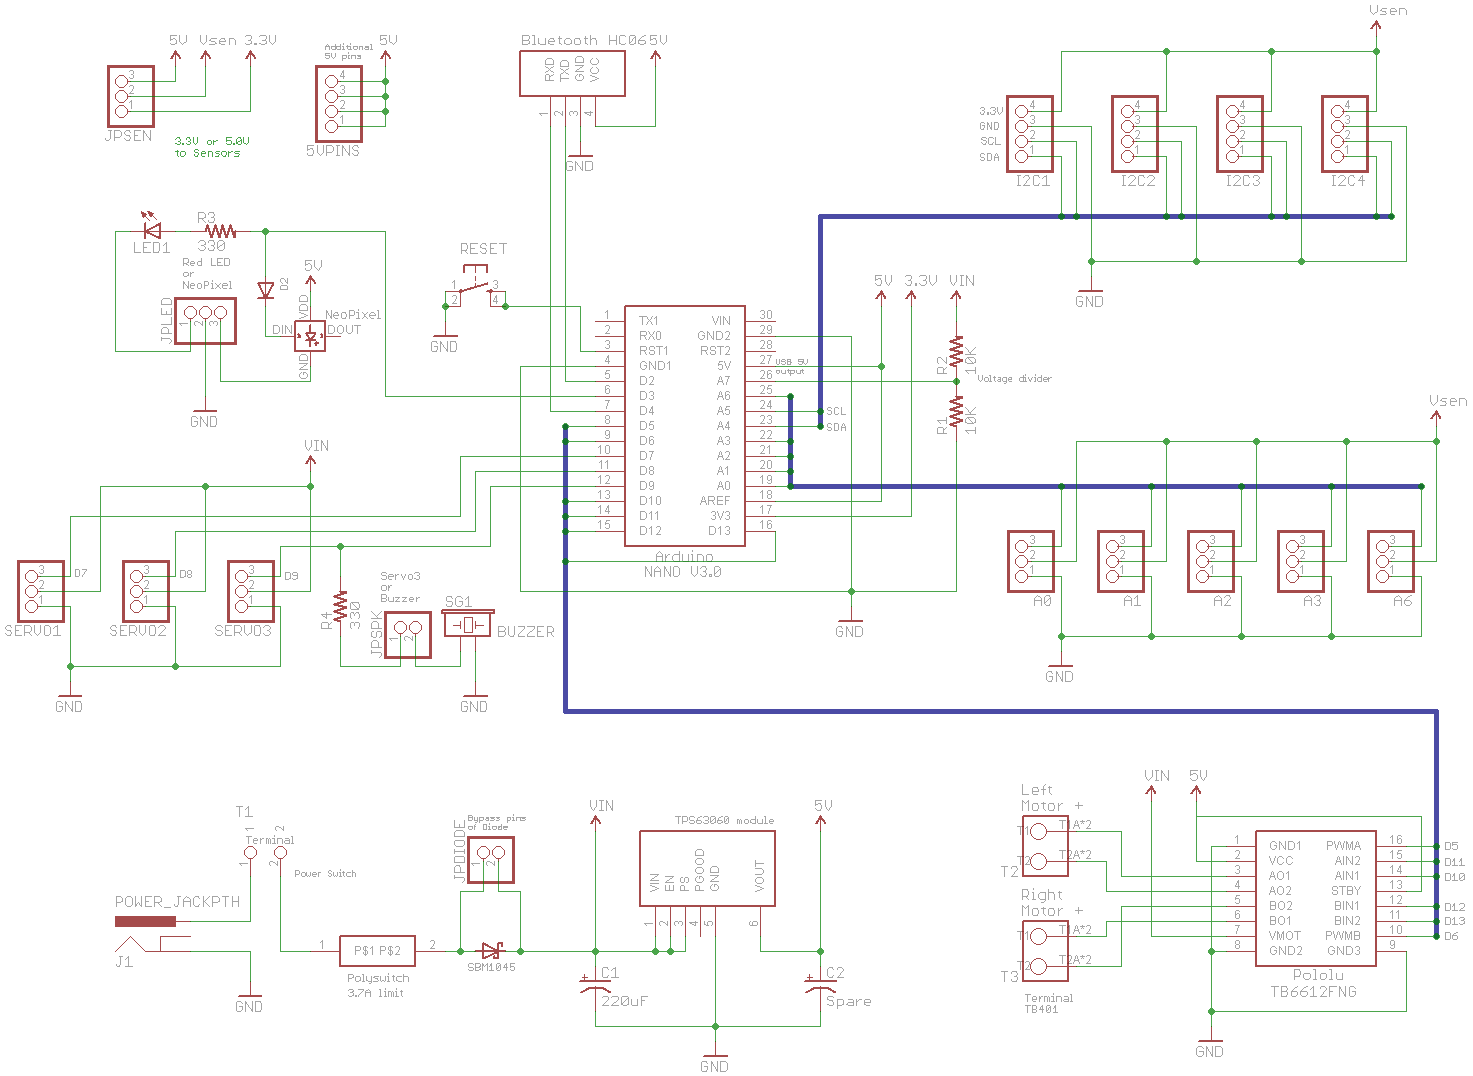 5V Vsen 3.3V
3
2
1
JPSEN
3.3V or 5.0V
to Sensors
Additional
5V pins
5V
4
3
2
1
5VPINS
Bluetooth HC06
5V
RXD
TXD
GND
VCC
1
2
3
4
GND
Vsen
3.3V
GND
SCL
SDA
4
3
2
1
I2C1
4
3
2
1
I2C2
4
3
2
1
I2C3
4
3
2
1
I2C4
GND
LED1
R3
330
Red LED
or
NeoPixel
JPLED
1
2
3
GND
D2
5V
VDD
NeoPixel
DIN
DOUT
GND
RESET
1
2
3
4
GND
5V 3.3V VIN
1 TX1 VIN 30
2 RX0 GND2 29
3 RST1 RST2 28
4 GND1 5V 27
5 D2 A7 26
6 D3 A6 25
7 D4 A5 24
8 D5 A4 23
9 D6 A3 22
10 D7 A2 21
11 D8 A1 20
12 D9 A0 19
13 D10 AREF 18
14 D11 3V3 17
15 D12 D13 16
Arduino
NANO V3.0
USB 5V
output
SCL
SDA
R2
10K
Voltage divider
R1
10K
GND
Vsen
3
2
1
A0
3
2
1
A1
3
2
1
A2
3
2
1
A3
3
2
1
A6
GND
VIN
3
2
1
D7
SERVO1
3
2
1
D8
SERVO2
3
2
1
D9
SERVO3
GND
R4
330
Servo3
or
Buzzer
JPSPK
1
2
SG1
BUZZER
GND
T1
1
2
Terminal
1
2
Power Switch
POWER_JACKPTH
J1
GND
1
P$1 P$2
2
Polyswitch
3.7A limit
JPDIODE
Bypass pins
of Diode
1
2
SBM1045
VIN
C1
220uF
TPS63060 module
VIN
EN
PS
PGOOD
GND
VOUT
1
2
3
4
5
6
5V
C2
Spare
GND
Left
Motor +
T1
T1A*2
T2
T2A*2
T2
Right
Motor +
T1
T1A*2
T2
T2A*2
T3
Terminal
TB401
VIN 5V
1 GND1 PWMA 16 D5
2 VCC AIN2 15 D11
3 AO1 AIN1 14 D10
4 AO2 STBY 13
5 BO2 BIN1 12 D12
6 BO1 BIN2 11 D13
7 VMOT PWMB 10 D6
8 GND2 GND3 9
Pololu
TB6612FNG
GND